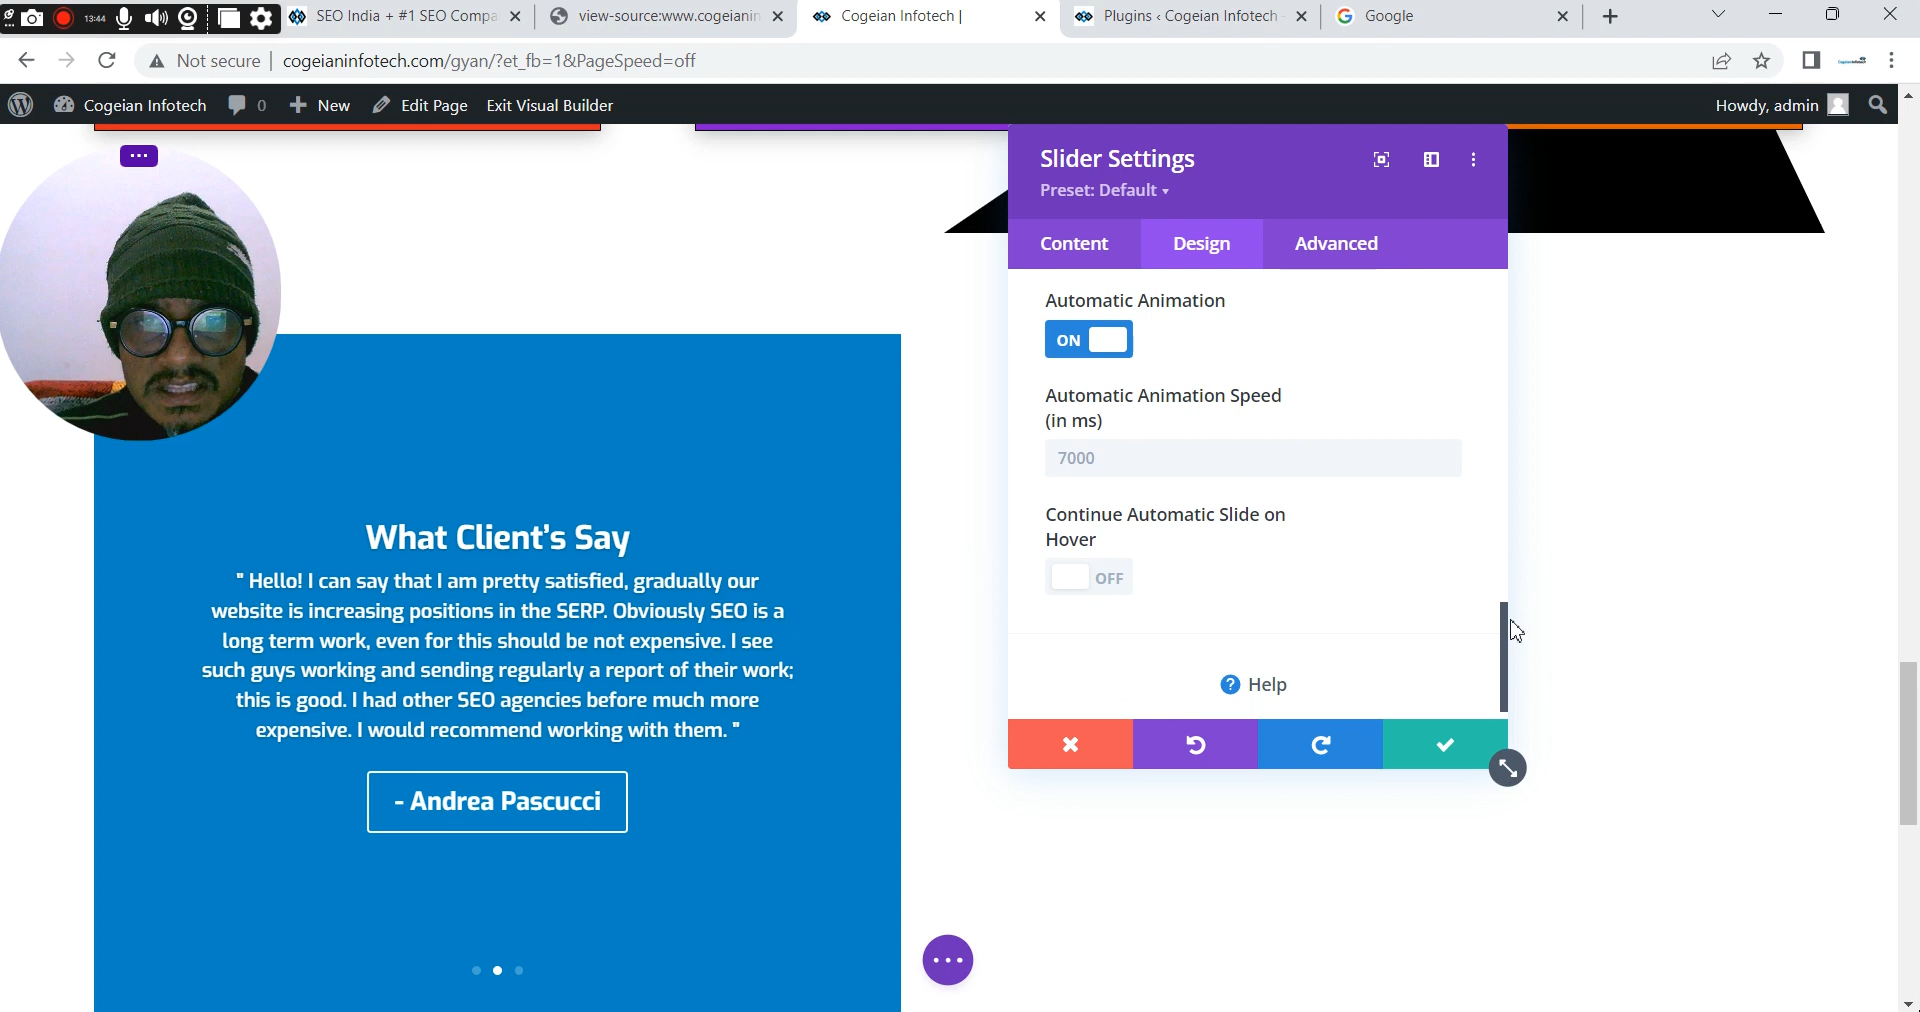 13:44
SEO India + #1 SEO Compa
view-source:www.cogeianin
Cogeian Infotech |
Plugins ‹ Cogeian Infotech
Google
Not secure
cogeianinfotech.com/gyan/?et_fb=1&PageSpeed=off
Cogeian Infotech
0
New
Edit Page
Exit Visual Builder
Howdy, admin
Slider Settings
Preset: Default
Content
Design
Advanced
Automatic Animation
ON
Automatic Animation Speed
(in ms)
7000
Continue Automatic Slide on
Hover
OFF
Help
What Client's Say
" Hello! I can say that I am pretty satisfied, gradually our
website is increasing positions in the SERP. Obviously SEO is a
long term work, even for this should be not expensive. I see
such guys working and sending regularly a report of their work;
this is good. I had other SEO agencies before much more
expensive. I would recommend working with them. "
- Andrea Pascucci